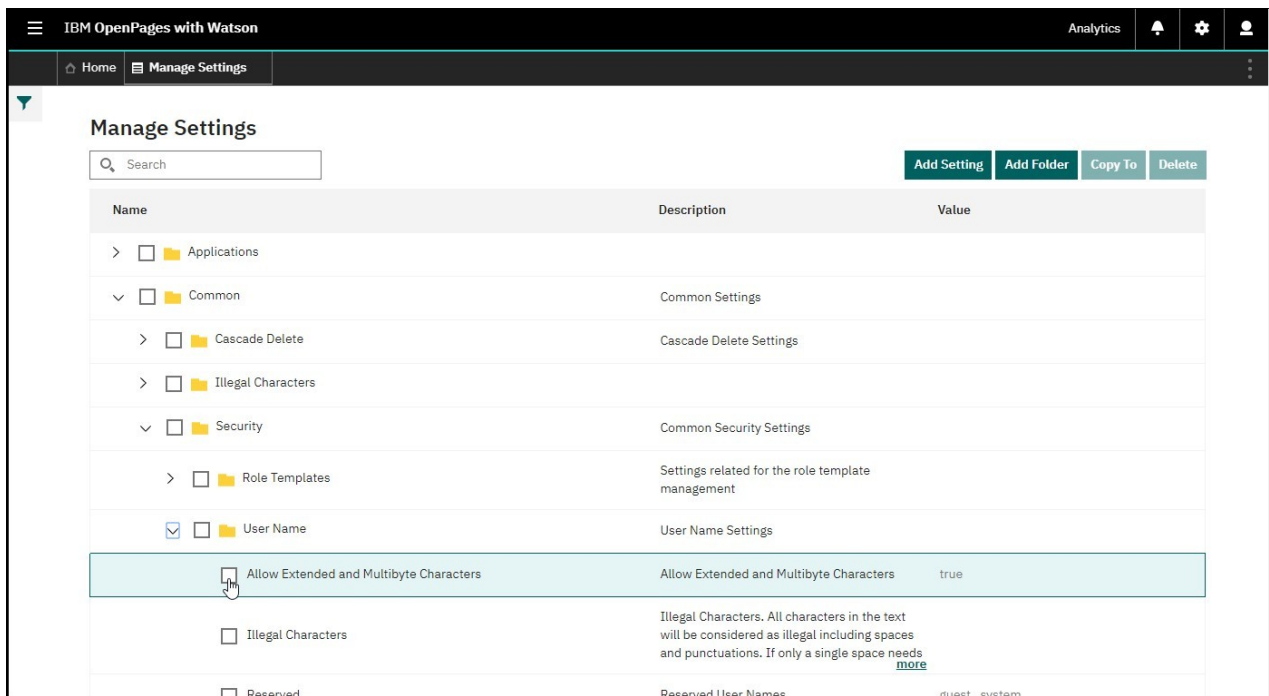 IBM OpenPages with Watson Analytics
Home Manage Settings
Manage Settings
Search Add Setting Add Folder Copy To Delete
Name Description Value
Applications
Common Common Settings
Cascade Delete Cascade Delete Settings
Illegal Characters
Security Common Security Settings
Role Templates Settings related for the role template
management
User Name User Name Settings
Allow Extended and Multibyte Characters Allow Extended and Multibyte Characters true
Illegal Characters. All characters in the text
Illegal Characters will be considered as illegal including spaces
and punctuations. If only a single space needs
more
Reserved Reserved User Names guest, system